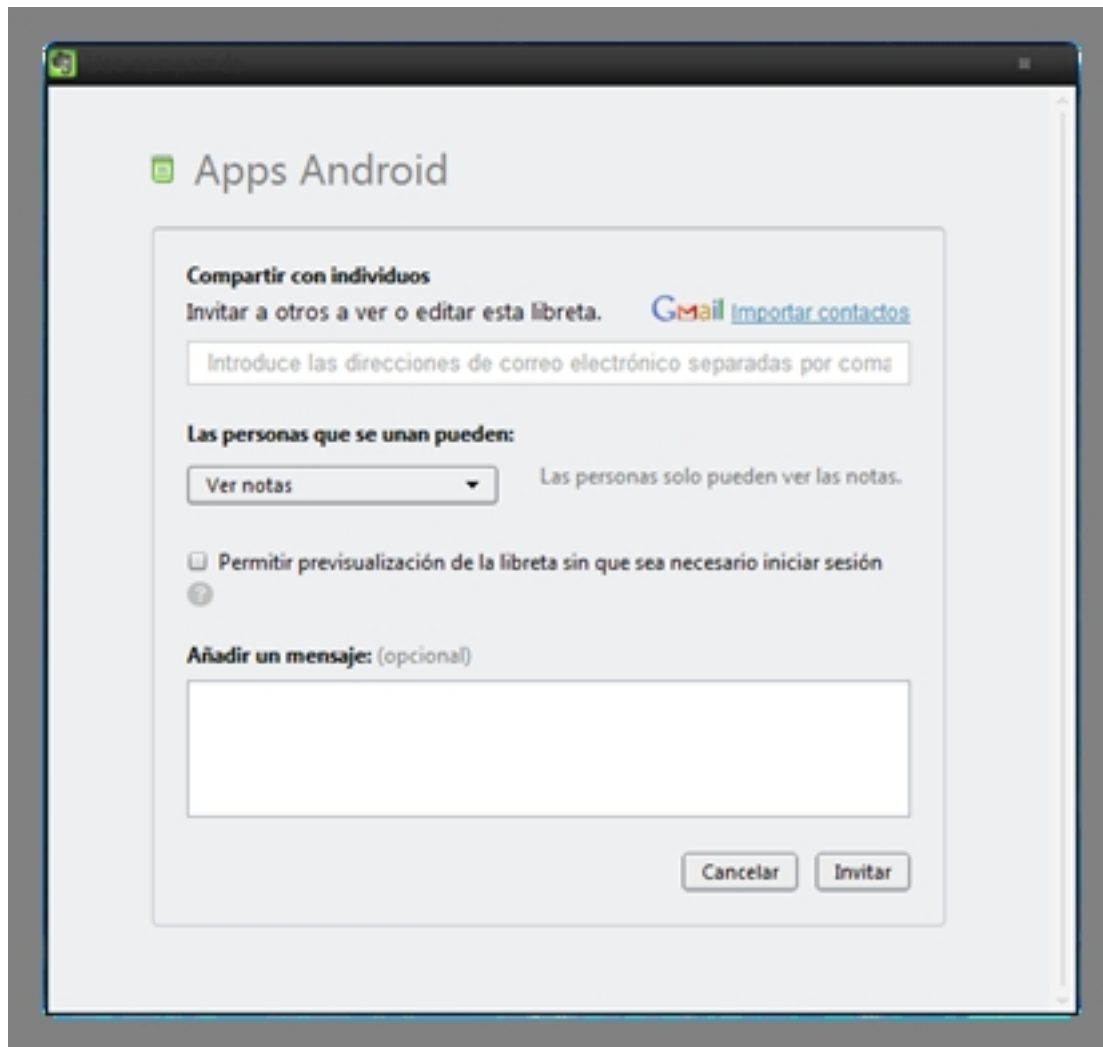 Apps Android
Compartir con individuos
Invitar a otros a ver o editar esta libreta.
Gmail Importar contactos
Introduce las direcciones de correo electrónico separadas por coma
Las personas que se unan pueden:
Ver notas
Las personas solo pueden ver las notas.
Permitir previsualización de la libreta sin que sea necesario iniciar sesión
?
Añadir un mensaje: (opcional)
Cancelar
Invitar